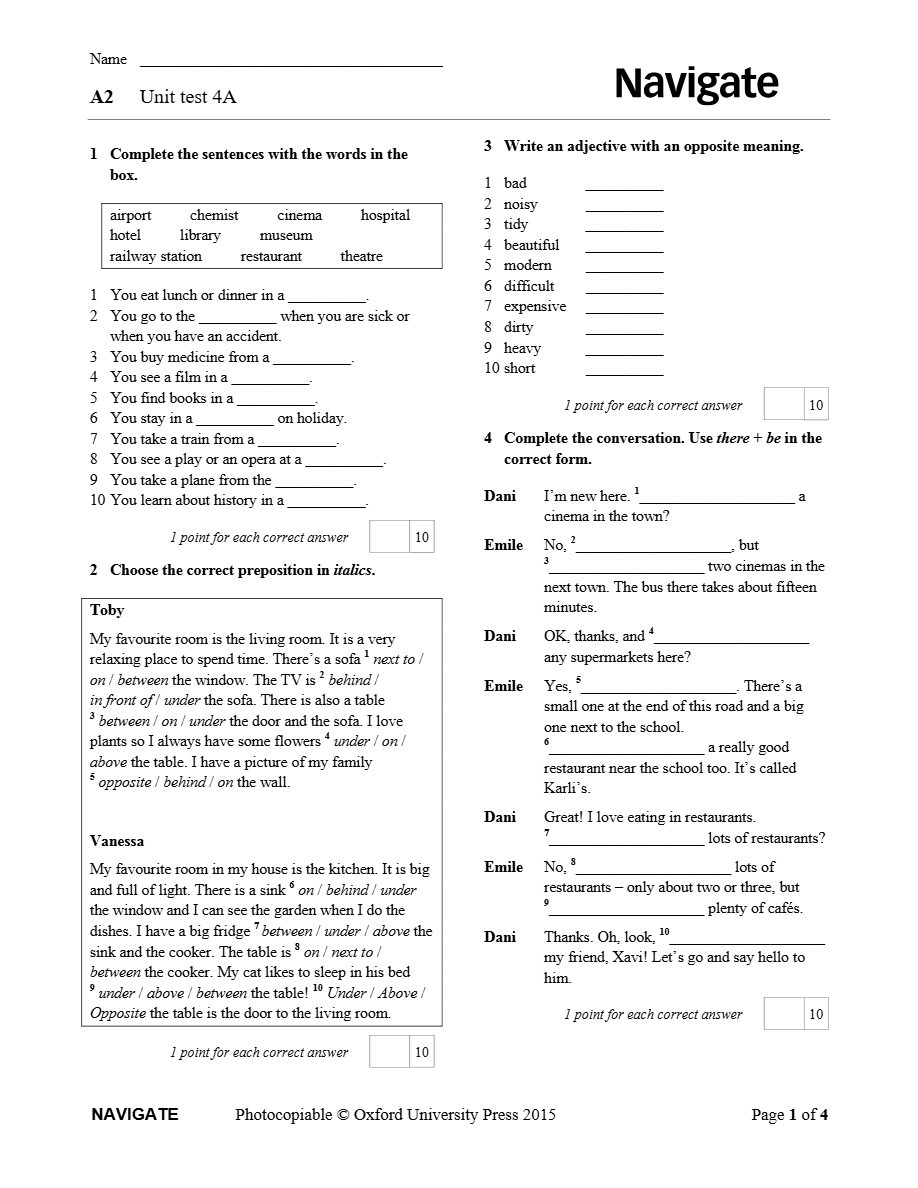 Name ______________________________________
Navigate
A2 Unit test 4A
1 Complete the sentences with the words in the
box.
airport chemist cinema hospital
hotel library museum
railway station restaurant theatre
1 You eat lunch or dinner in a __________.
2 You go to the __________ when you are sick or
when you have an accident.
3 You buy medicine from a __________.
4 You see a film in a __________.
5 You find books in a __________.
6 You stay in a __________ on holiday.
7 You take a train from a __________.
8 You see a play or an opera at a __________.
9 You take a plane from the __________.
10 You learn about history in a __________.
1 point for each correct answer 10
2 Choose the correct preposition in italics.
Toby
My favourite room is the living room. It is a very
relaxing place to spend time. There’s a sofa 1 next to /
on / between the window. The TV is 2 behind /
in front of / under the sofa. There is also a table
3 between / on / under the door and the sofa. I love
plants so I always have some flowers 4 under / on /
above the table. I have a picture of my family
5 opposite / behind / on the wall.
Vanessa
My favourite room in my house is the kitchen. It is big
and full of light. There is a sink 6 on / behind / under
the window and I can see the garden when I do the
dishes. I have a big fridge 7 between / under / above the
sink and the cooker. The table is 8 on / next to /
between the cooker. My cat likes to sleep in his bed
9 under / above / between the table! 10 Under / Above /
Opposite the table is the door to the living room.
1 point for each correct answer 10
3 Write an adjective with an opposite meaning.
1 bad __________
2 noisy __________
3 tidy __________
4 beautiful __________
5 modern __________
6 difficult __________
7 expensive __________
8 dirty __________
9 heavy __________
10 short __________
1 point for each correct answer 10
4 Complete the conversation. Use there + be in the
correct form.
Dani I’m new here. 1____________________ a
cinema in the town?
Emile No, 2____________________, but
3____________________ two cinemas in the
next town. The bus there takes about fifteen
minutes.
Dani OK, thanks, and 4____________________
any supermarkets here?
Emile Yes, 5____________________. There’s a
small one at the end of this road and a big
one next to the school.
6____________________ a really good
restaurant near the school too. It’s called
Karli’s.
Dani Great! I love eating in restaurants.
7____________________ lots of restaurants?
Emile No, 8____________________ lots of
restaurants – only about two or three, but
9____________________ plenty of cafés.
Dani Thanks. Oh, look, 10____________________
my friend, Xavi! Let’s go and say hello to
him.
1 point for each correct answer 10
NAVIGATE Photocopiable © Oxford University Press 2015 Page 1 of 4